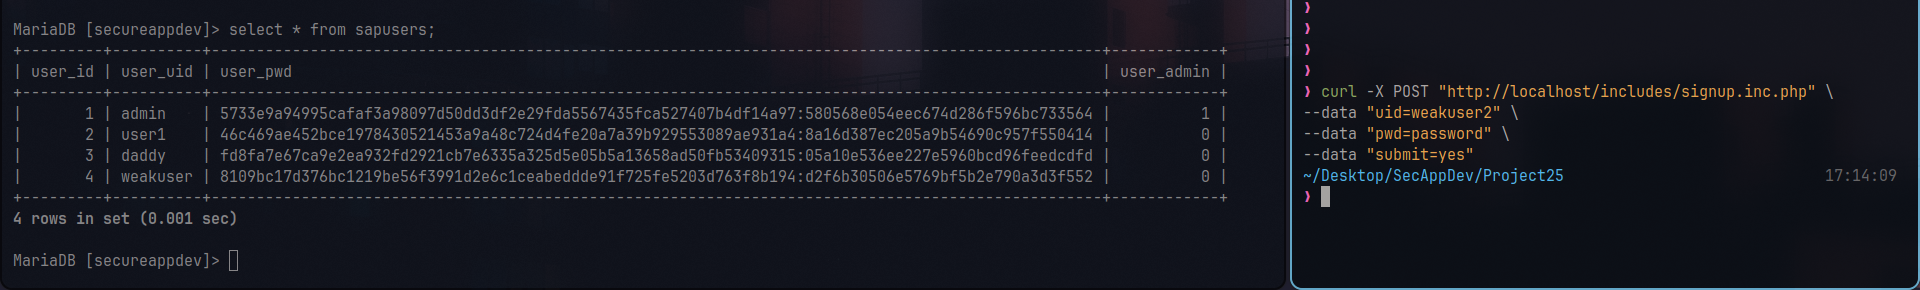 MariaDB [secureappdev]> select * from sapusers;
+---------+----------+---------------------------------------------------------------------------------------------------+------------+
| user_id | user_uid | user_pwd | user_admin |
+---------+----------+---------------------------------------------------------------------------------------------------+------------+
| 1 | admin | 5733e9a94995cafaf3a98097d50dd3df2e29fda5567435fca527407b4df14a97:580568e054eec674d286f596bc733564 | 1 |
| 2 | user1 | 46c469ae452bce1978430521453a9a48c724d4fe20a7a39b929553089ae931a4:8a16d387ec205a9b54690c957f550414 | 0 |
| 3 | daddy | fd8fa7e67ca9e2ea932fd2921cb7e6335a325d5e05b5a13658ad50fb53409315:05a10e536ee227e5960bcd96feedcdfd | 0 |
| 4 | weakuser | 8109bc17d376bc1219be56f3991d2e6c1ceabeddde91f725fe5203d763f8b194:d2f6b30506e5769bf5b2e790a3d3f552 | 0 |
+---------+----------+---------------------------------------------------------------------------------------------------+------------+
4 rows in set (0.001 sec)
MariaDB [secureappdev]>
❯
❯
❯
❯
❯ curl -X POST "http://localhost/includes/signup.inc.php" \
--data "uid=weakuser2" \
--data "pwd=password" \
--data "submit=yes"
~/Desktop/SecAppDev/Project25 17:14:09
❯